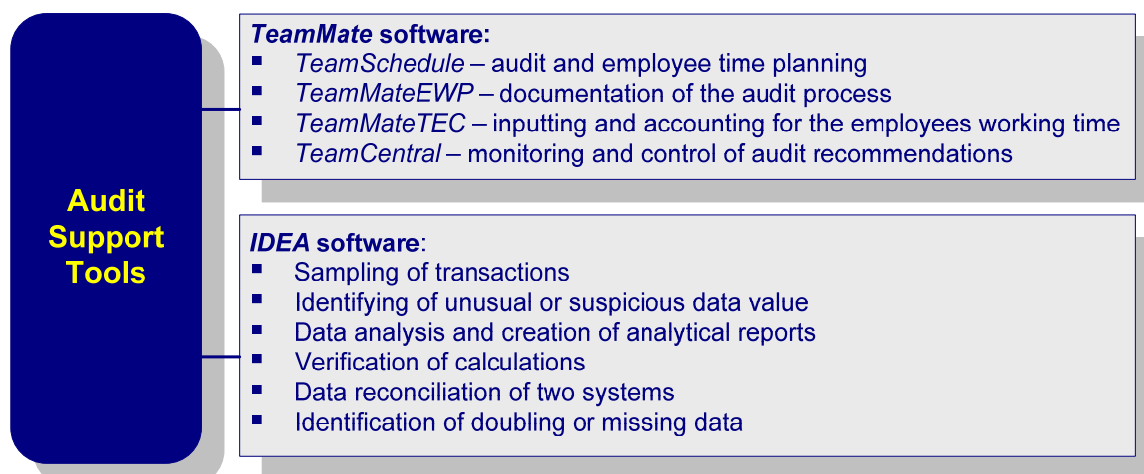 Audit
Support
Tools
TeamMate software:
▪ TeamSchedule – audit and employee time planning
▪ TeamMateEWP – documentation of the audit process
▪ TeamMateTEC – inputting and accounting for the employees working time
▪ TeamCentral – monitoring and control of audit recommendations
IDEA software:
▪ Sampling of transactions
▪ Identifying of unusual or suspicious data value
▪ Data analysis and creation of analytical reports
▪ Verification of calculations
▪ Data reconciliation of two systems
▪ Identification of doubling or missing data